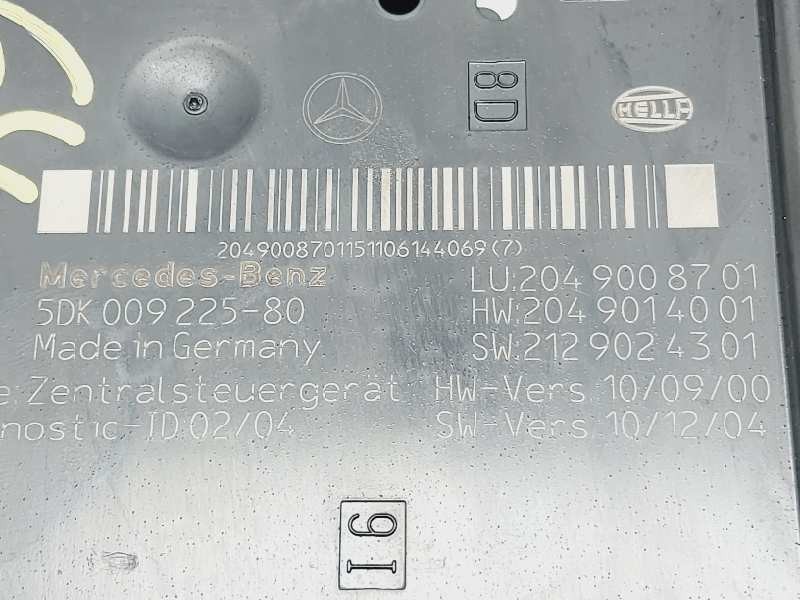 8D
HELLA
2049008701151106144069(7)
Mercedes-Benz LU:204 900 87 01
5DK 009 225-80 HW:204 901 40 01
Made in Germany SW:212 902 43 01
e:Zentralsteuergerät HW-Vers. 10/09/00
nostic-ID:02/04 SW-Vers. 10/12/04
I6